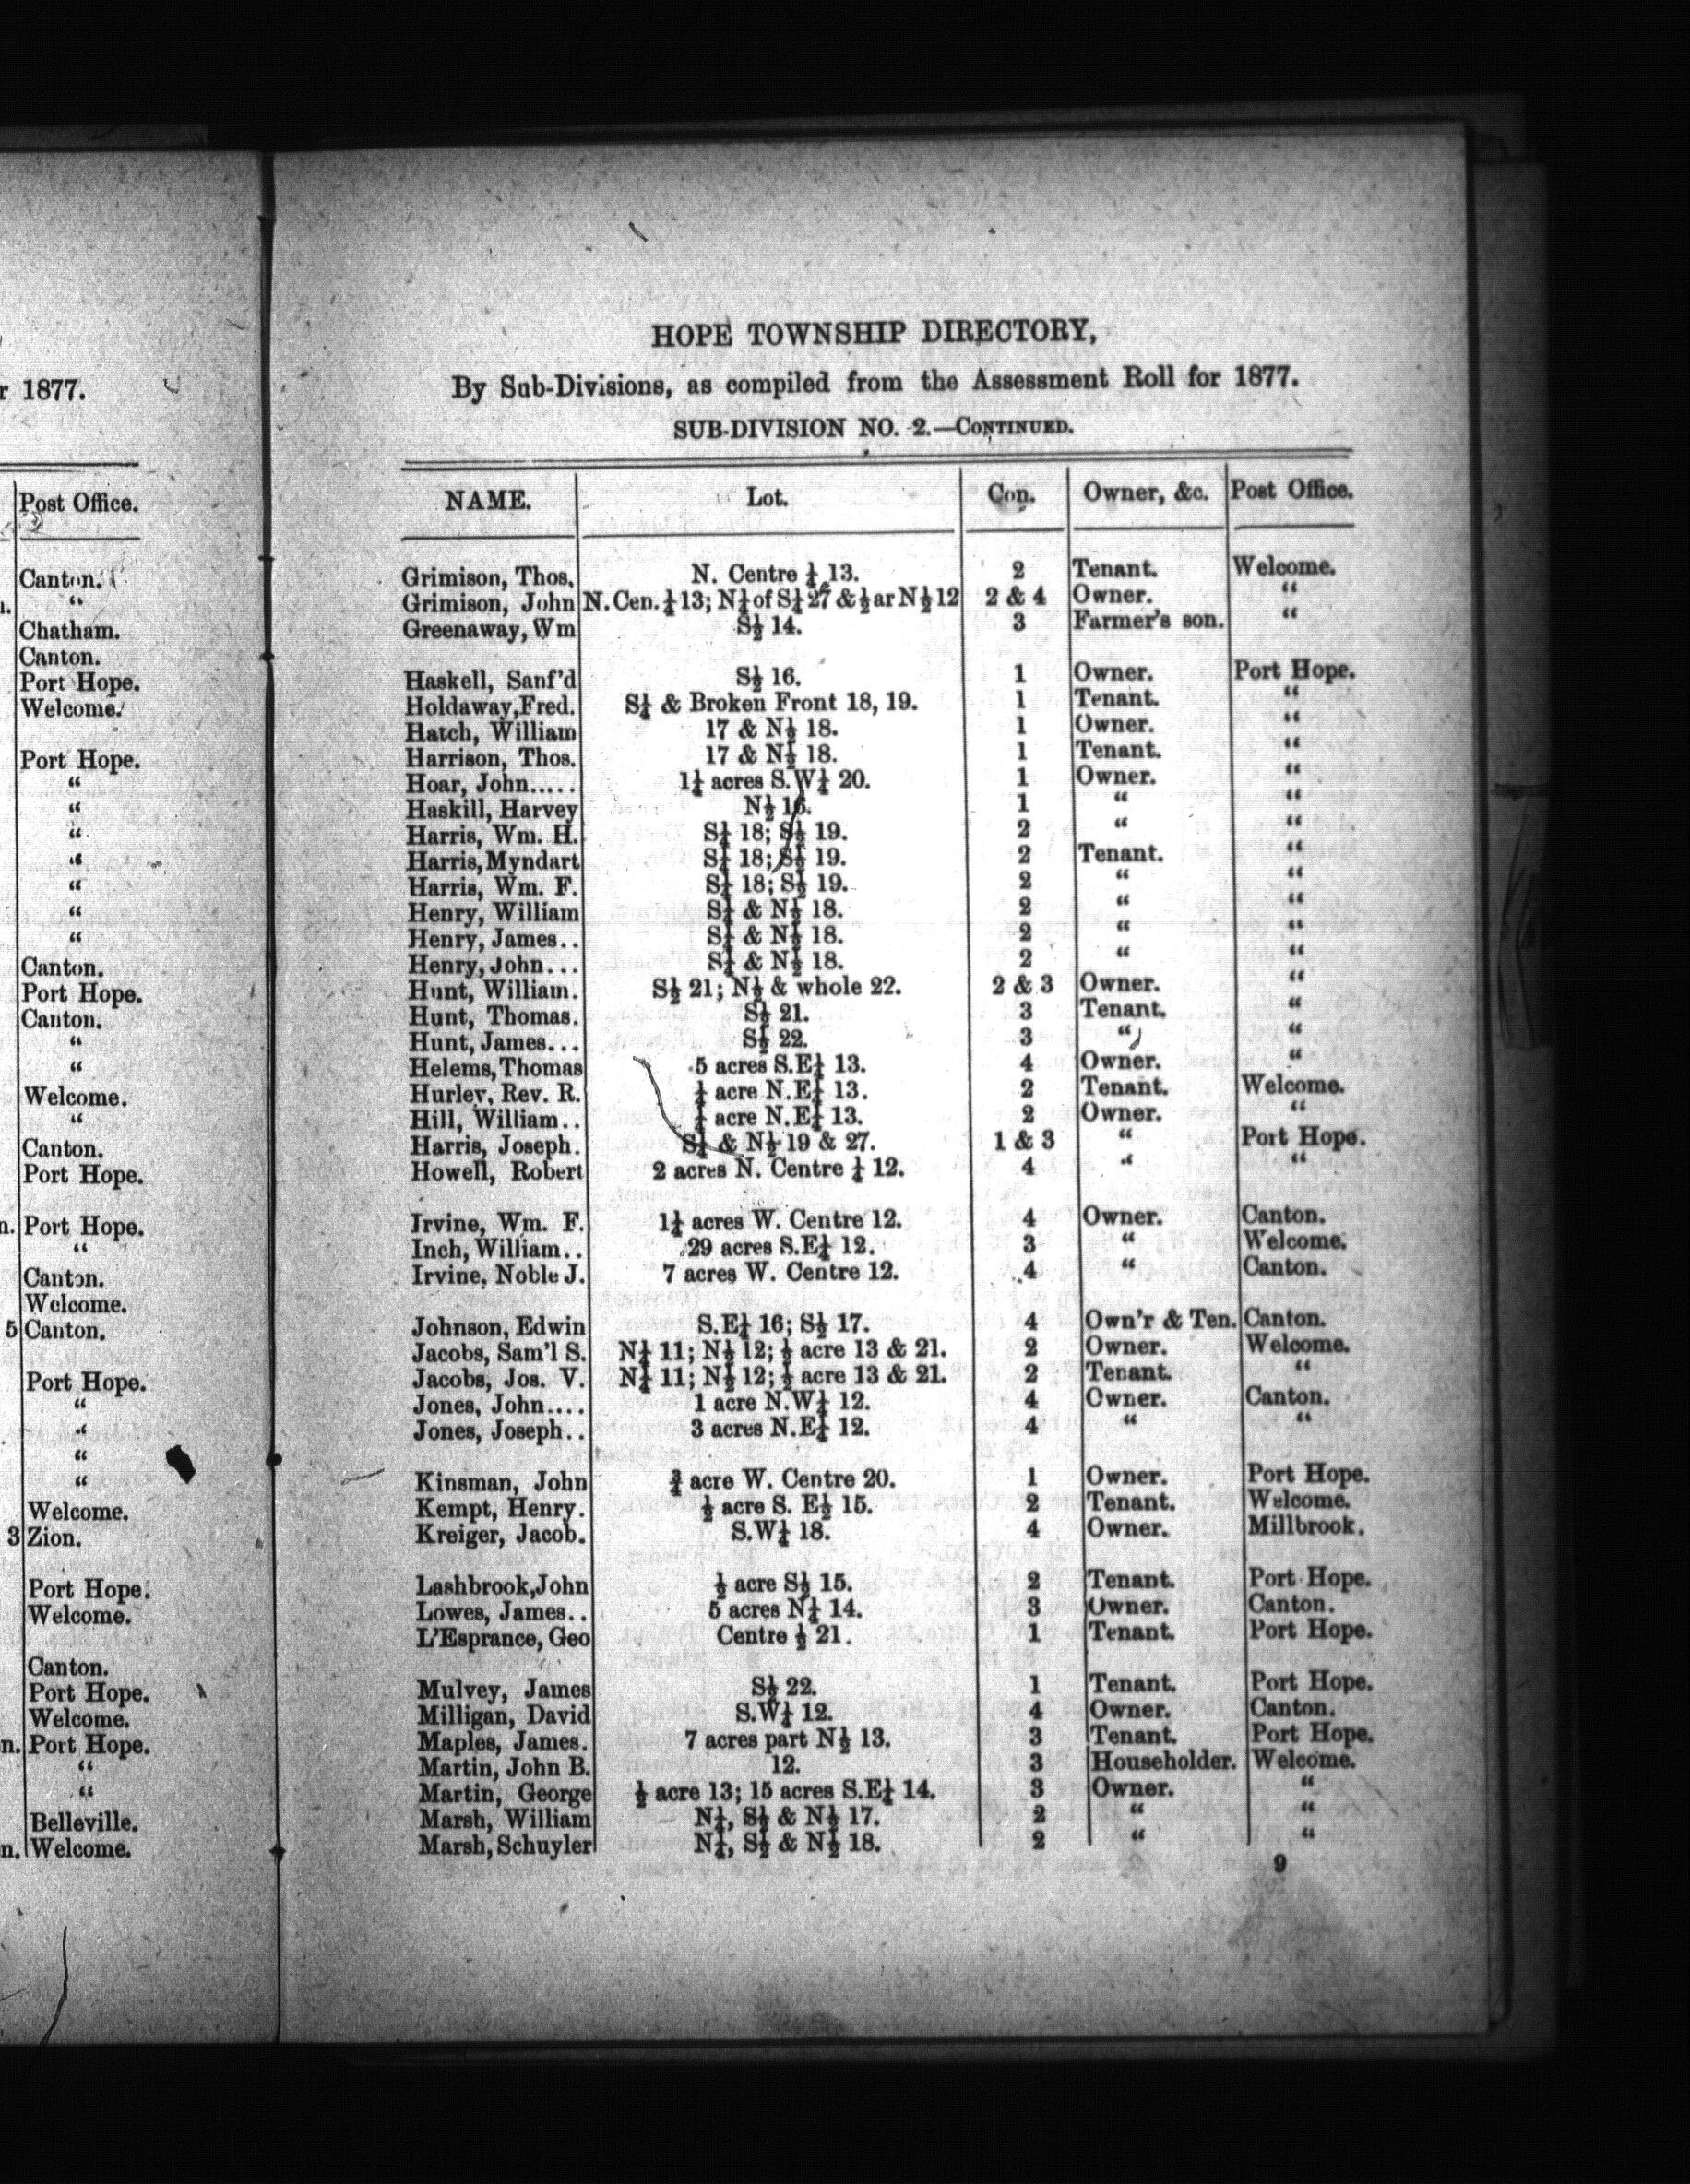 r 1877.
Post Office.
Canton.
“
Chatham.
Canton.
Port Hope.
Welcome.
Port Hope.
“
“
“
“
“
“
“
Canton.
Port Hope.
Canton.
“
“
Welcome.
“
Canton.
Port Hope.
n. Port Hope.
“
Canton.
Welcome.
5 Canton.
Port Hope.
“
“
“
“
Welcome.
3 Zion.
Port Hope.
Welcome.
Canton.
Port Hope.
Welcome.
n. Port Hope.
“
“
Belleville.
n. Welcome.
HOPE TOWNSHIP DIRECTORY,
By Sub-Divisions, as compiled from the Assessment Roll for 1877.
SUB-DIVISION NO. 2.—CONTINUED.
NAME. Lot. Con. Owner, &c. Post Office.
Grimison, Thos. N. Centre ¼ 13. 2 Tenant. Welcome.
Grimison, John N. Cen. ¼ 13; N¼ of S¼ 27 & ½ ar N½ 12 2 & 4 Owner. “
Greenaway, Wm S½ 14. 3 Farmer's son. “
Haskell, Sanf'd S½ 16. 1 Owner. Port Hope.
Holdaway, Fred. S¼ & Broken Front 18, 19. 1 Tenant. “
Hatch, William 17 & N½ 18. 1 Owner. “
Harrison, Thos. 17 & N½ 18. 1 Tenant. “
Hoar, John..... 1¼ acres S.W¼ 20. 1 Owner. “
Haskill, Harvey N½ 16. 1 “ “
Harris, Wm. H. S¼ 18; S½ 19. 2 “ “
Harris, Myndart S¼ 18; S½ 19. 2 Tenant. “
Harris, Wm. F. S¼ 18; S½ 19. 2 “ “
Henry, William S¼ & N½ 18. 2 “ “
Henry, James.. S¼ & N½ 18. 2 “ “
Henry, John... S¼ & N½ 18. 2 “ “
Hunt, William. S½ 21; N½ & whole 22. 2 & 3 Owner. “
Hunt, Thomas. S½ 21. 3 Tenant. “
Hunt, James... S½ 22. 3 “ “
Helems, Thomas 5 acres S.E¼ 13. 4 Owner. “
Hurley, Rev. R. ¼ acre N.E¼ 13. 2 Tenant. Welcome.
Hill, William.. ¼ acre N.E¼ 13. 2 Owner. “
Harris, Joseph. S¼ & N½ 19 & 27. 1 & 3 “ Port Hope.
Howell, Robert 2 acres N. Centre ¼ 12. 4 “ “
Irvine, Wm. F. 1¼ acres W. Centre 12. 4 Owner. Canton.
Inch, William.. 29 acres S.E¼ 12. 3 “ Welcome.
Irvine, Noble J. 7 acres W. Centre 12. 4 “ Canton.
Johnson, Edwin S.E¼ 16; S½ 17. 4 Own'r & Ten. Canton.
Jacobs, Sam'l S. N¼ 11; N½ 12; ½ acre 13 & 21. 2 Owner. Welcome.
Jacobs, Jos. V. N¼ 11; N½ 12; ½ acre 13 & 21. 2 Tenant. “
Jones, John.... 1 acre N.W¼ 12. 4 Owner. Canton.
Jones, Joseph.. 3 acres N.E¼ 12. 4 “ “
Kinsman, John ¾ acre W. Centre 20. 1 Owner. Port Hope.
Kempt, Henry. ½ acre S. E½ 15. 2 Tenant. Welcome.
Kreiger, Jacob. S.W¼ 18. 4 Owner. Millbrook.
Lashbrook, John ½ acre S½ 15. 2 Tenant. Port Hope.
Lowes, James.. 5 acres N¼ 14. 3 Owner. Canton.
L'Esprance, Geo Centre ½ 21. 1 Tenant. Port Hope.
Mulvey, James S½ 22. 1 Tenant. Port Hope.
Milligan, David S.W¼ 12. 4 Owner. Canton.
Maples, James. 7 acres part N½ 13. 3 Tenant. Port Hope.
Martin, John B. 12. 3 Householder. Welcome.
Martin, George ½ acre 13; 15 acres S.E¼ 14. 3 Owner. “
Marsh, William N¼, S½ & N½ 17. 2 “ “
Marsh, Schuyler N¼, S½ & N½ 18. 2 “ “
9